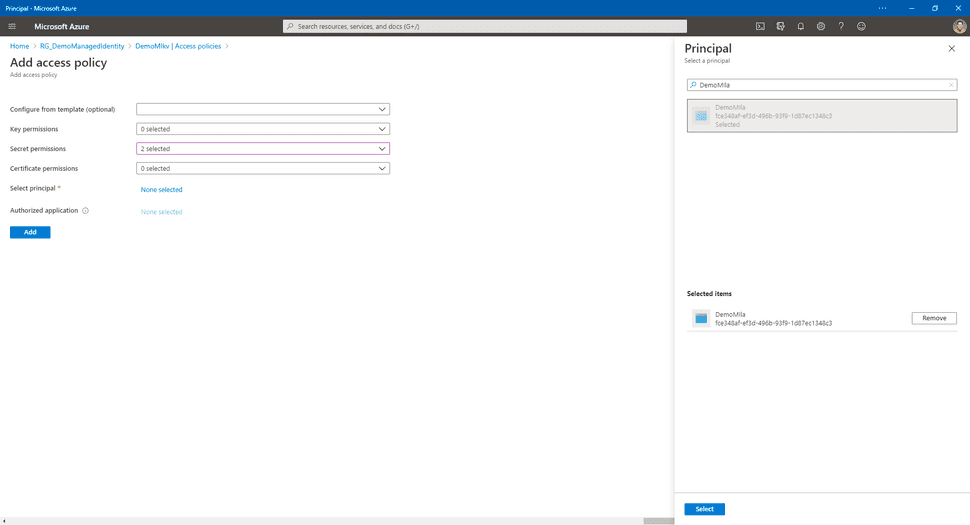 Principal - Microsoft Azure
Microsoft Azure
Search resources, services, and docs (G+/)
Home > RG_DemoManagedIdentity > DemoMIkv | Access policies >
Add access policy
Add access policy
Configure from template (optional)
Key permissions
0 selected
Secret permissions
2 selected
Certificate permissions
0 selected
Select principal *
None selected
Authorized application
None selected
Add
Principal
Select a principal
DemoMIla
DemoMIla
fce348af-ef3d-496b-93f9-1d87ec1348c3
Selected
Selected items
DemoMIla
fce348af-ef3d-496b-93f9-1d87ec1348c3
Remove
Select